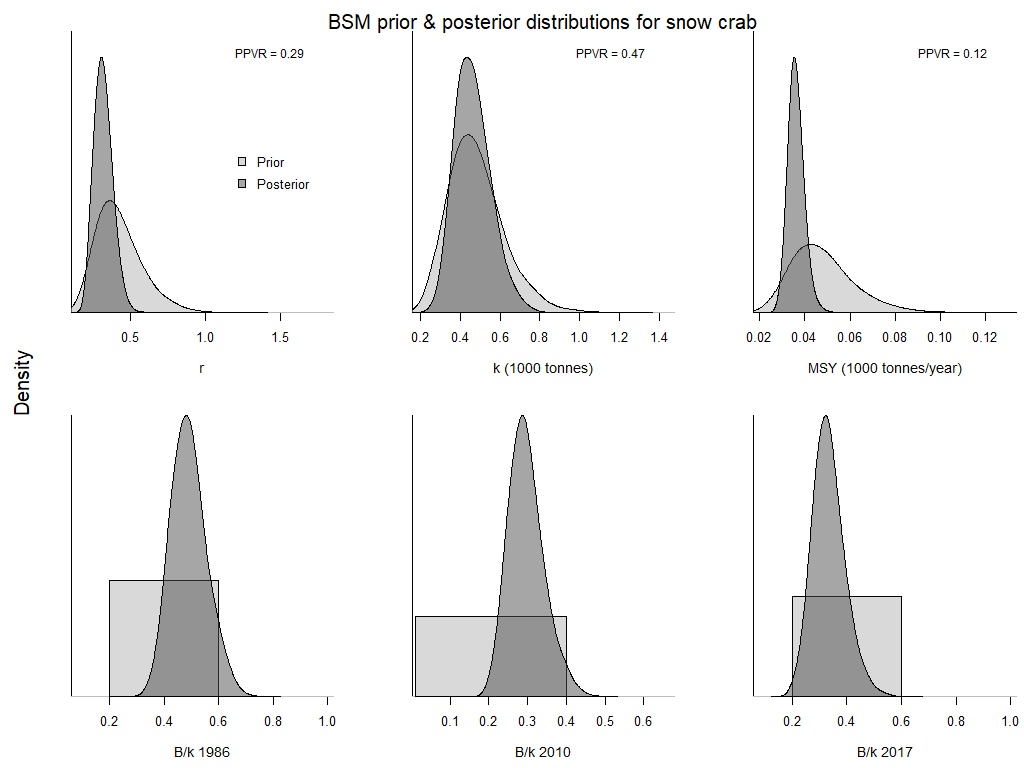 BSM prior & posterior distributions for snow crab
PPVR = 0.29
PPVR = 0.47
PPVR = 0.12
Prior
Posterior
0.5 1.0 1.5
0.2 0.4 0.6 0.8 1.0 1.2 1.4
0.02 0.04 0.06 0.08 0.10 0.12
r
k (1000 tonnes)
MSY (1000 tonnes/year)
Density
0.2 0.4 0.6 0.8 1.0
0.1 0.2 0.3 0.4 0.5 0.6
0.2 0.4 0.6 0.8 1.0
B/k 1986
B/k 2010
B/k 2017